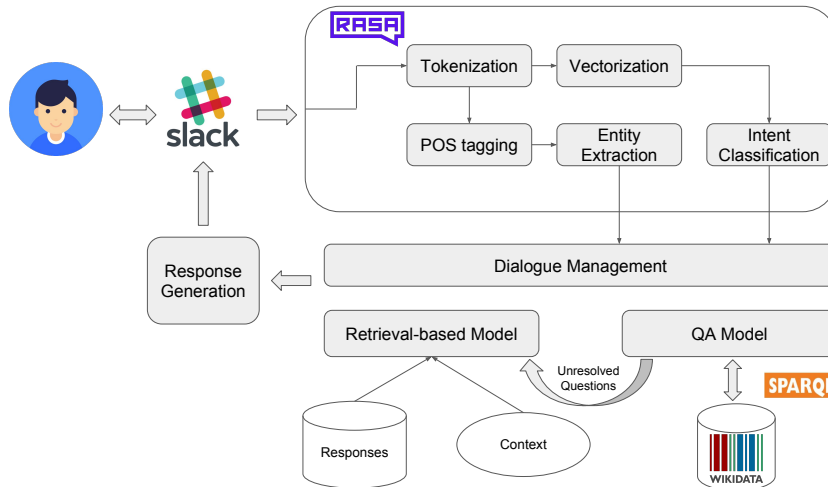 RASA
Tokenization
Vectorization
slack
POS tagging
Entity
Extraction
Intent
Classification
Dialogue Management
Response
Generation
Retrieval-based Model
QA Model
Unresolved
Questions
SPARQ
Responses
Context
WIKIDATA